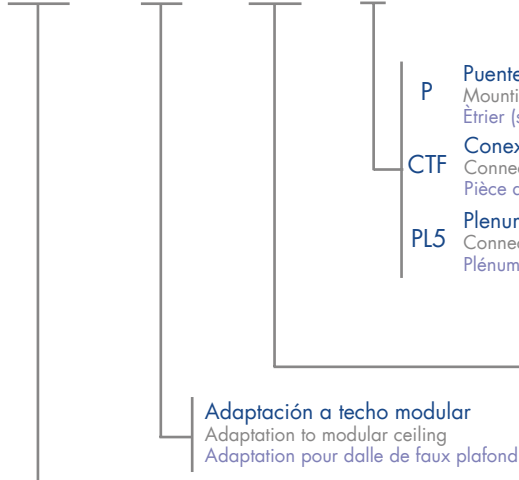 P
Puente
Mounti
Ètrier (s
CTF
Conex
Connec
Pièce d
PL5
Plenum
Connec
Plénum
Adaptación a techo modular
Adaptation to modular ceiling
Adaptation pour dalle de faux plafond